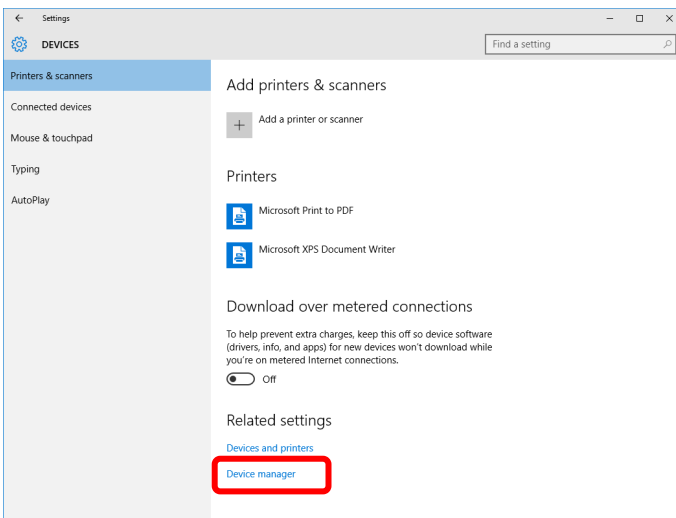 Settings
DEVICES
Find a setting
Printers & scanners
Connected devices
Mouse & touchpad
Typing
AutoPlay
Add printers & scanners
Add a printer or scanner
Printers
Microsoft Print to PDF
Microsoft XPS Document Writer
Download over metered connections
To help prevent extra charges, keep this off so device software
(drivers, info, and apps) for new devices won't download while
you're on metered Internet connections.
Off
Related settings
Devices and printers
Device manager